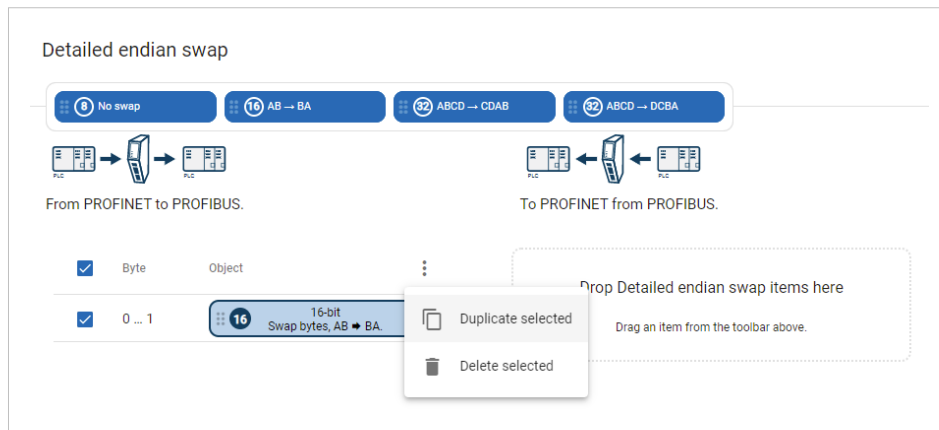 Detailed endian swap
8 No swap
16 AB → BA
32 ABCD → CDAB
32 ABCD → DCBA
PLC
PLC
PLC
PLC
From PROFINET to PROFIBUS.
To PROFINET from PROFIBUS.
Byte Object
Drop Detailed endian swap items here
Drag an item from the toolbar above.
0 ... 1
16
16-bit
Swap bytes, AB ➡ BA.
Duplicate selected
Delete selected